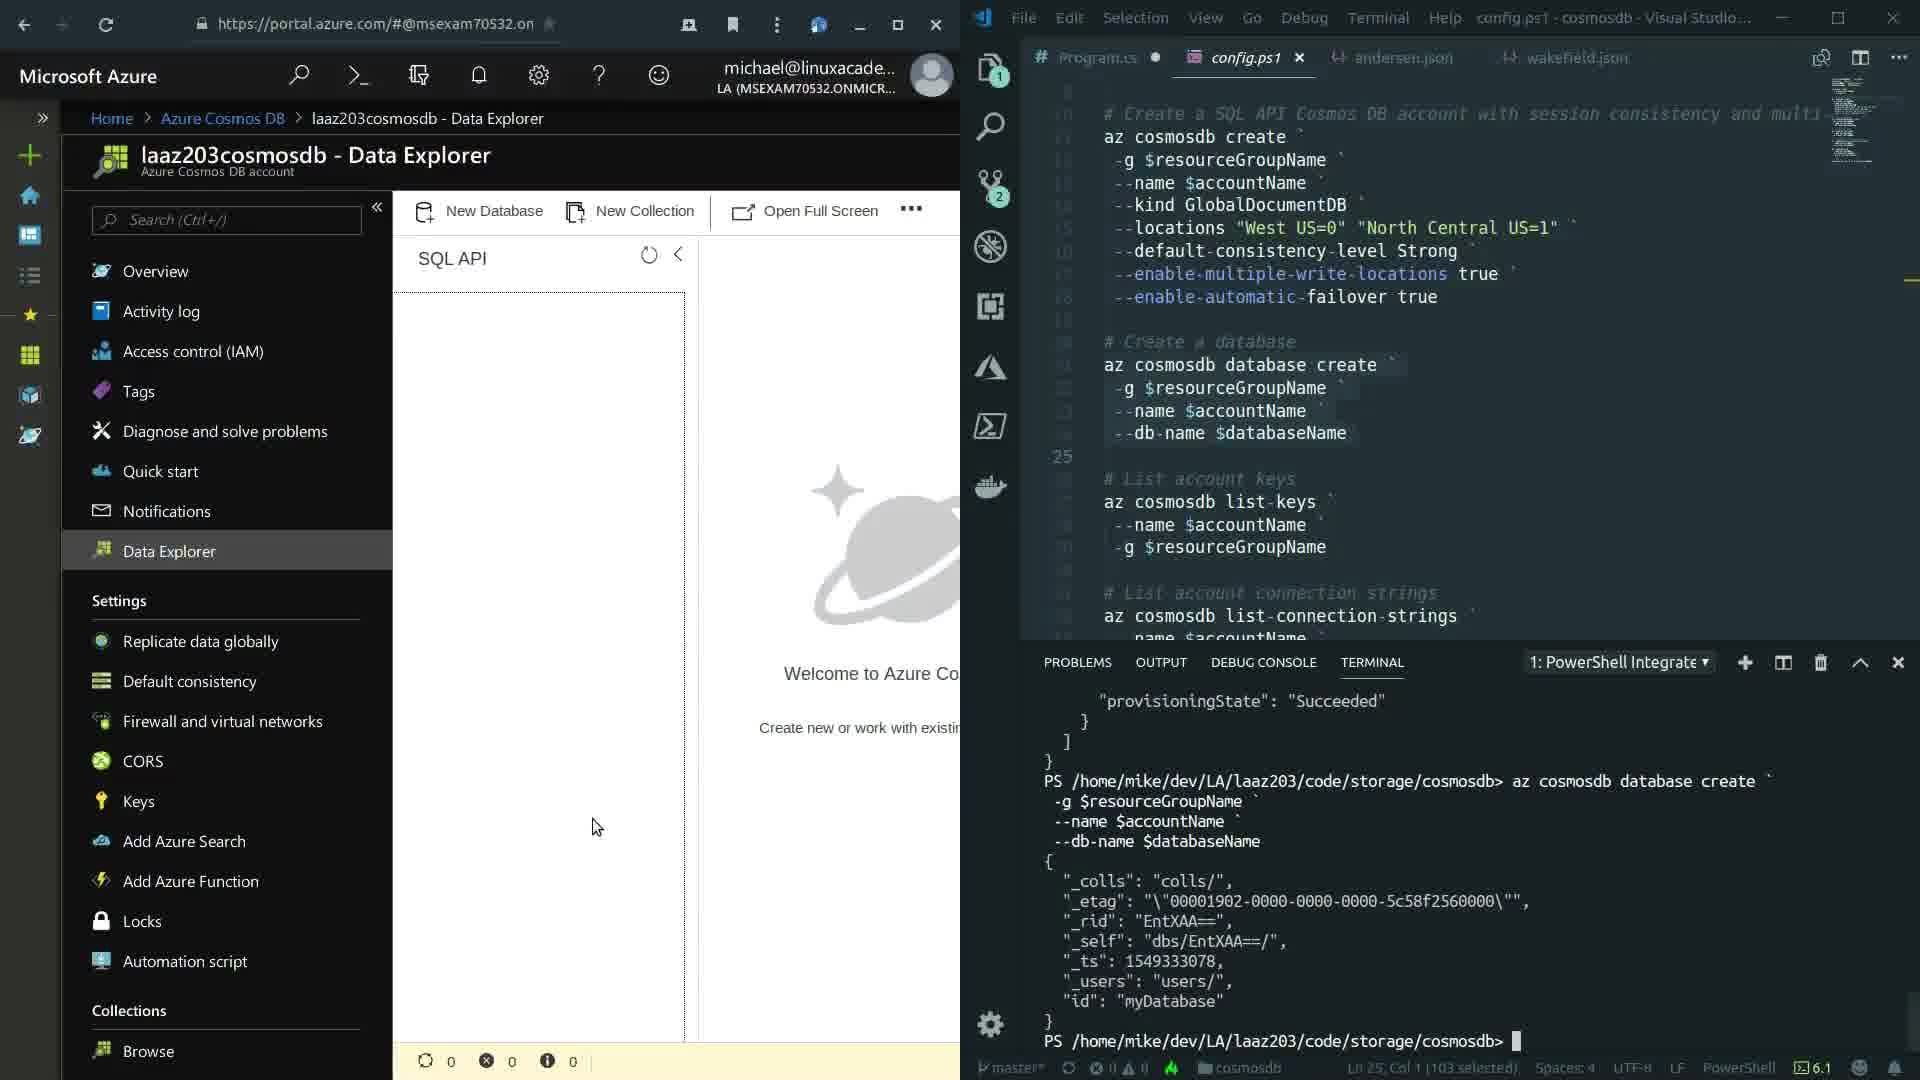 https://portal.azure.com/#@msexam70532.on
Microsoft Azure
michael@linuxacade...
LA (MSEXAM70532.ONMICR...
Home > Azure Cosmos DB > laaz203cosmosdb - Data Explorer
laaz203cosmosdb - Data Explorer
Azure Cosmos DB account
Search (Ctrl+/)
Overview
Activity log
Access control (IAM)
Tags
Diagnose and solve problems
Quick start
Notifications
Data Explorer
Settings
Replicate data globally
Default consistency
Firewall and virtual networks
CORS
Keys
Add Azure Search
Add Azure Function
Locks
Automation script
Collections
Browse
New Database
New Collection
Open Full Screen
SQL API
Welcome to Azure Co
Create new or work with existin
0 0 0
File Edit Selection View Go Debug Terminal Help config.ps1 - cosmosdb - Visual Studio...
1
2
Program.cs config.ps1 andersen.json wakefield.json
# Create a SQL API Cosmos DB account with session consistency and multi-
az cosmosdb create `
-g $resourceGroupName `
--name $accountName `
--kind GlobalDocumentDB `
--locations "West US=0" "North Central US=1" `
--default-consistency-level Strong `
--enable-multiple-write-locations true `
--enable-automatic-failover true
# Create a database
az cosmosdb database create `
-g $resourceGroupName `
--name $accountName `
--db-name $databaseName
25
# List account keys
az cosmosdb list-keys `
--name $accountName `
-g $resourceGroupName
# List account connection strings
az cosmosdb list-connection-strings `
--name $accountName `
PROBLEMS OUTPUT DEBUG CONSOLE TERMINAL 1: PowerShell Integrate
"provisioningState": "Succeeded"
}
]
}
PS /home/mike/dev/LA/laaz203/code/storage/cosmosdb> az cosmosdb database create `
-g $resourceGroupName `
--name $accountName `
--db-name $databaseName
{
"_colls": "colls/",
"_etag": "\"00001902-0000-0000-0000-5c58f2560000\"",
"_rid": "EntXAA==",
"_self": "dbs/EntXAA==/",
"_ts": 1549333078,
"_users": "users/",
"id": "myDatabase"
}
PS /home/mike/dev/LA/laaz203/code/storage/cosmosdb>
master* 0 0 cosmosdb Ln 25, Col 1 (103 selected) Spaces: 4 UTF-8 LF PowerShell 6.1